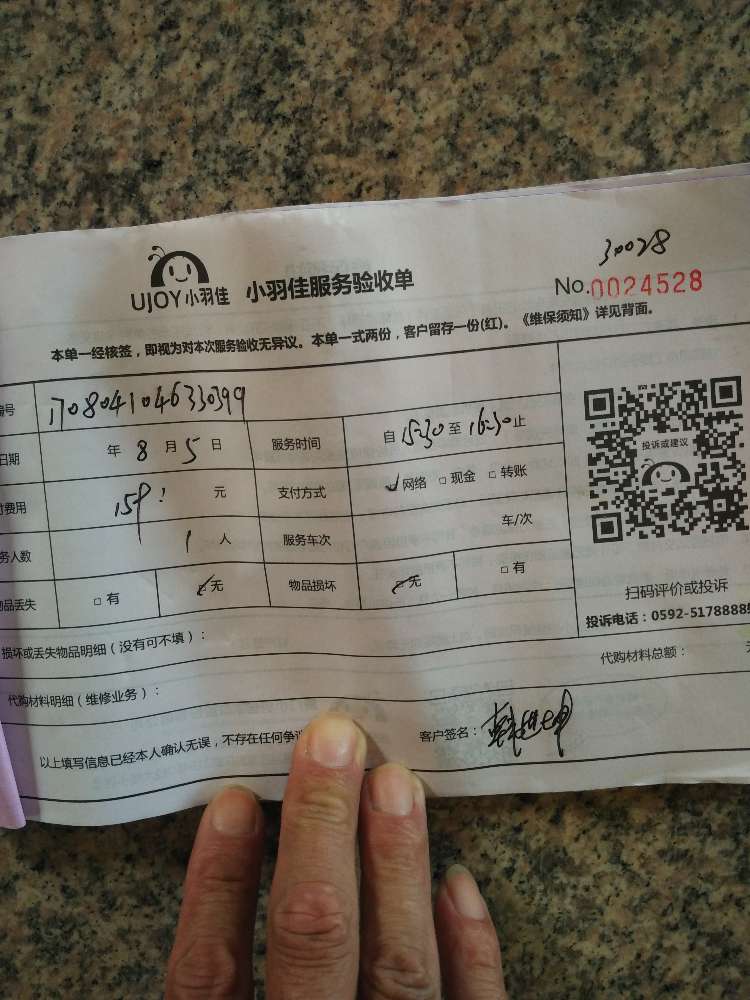 30028
UJOY小羽佳 小羽佳服务验收单 No.0024528
本单一经核签，即视为对本次服务验收无异议。本单一式两份，客户留存一份(红)。《维保须知》详见背面。
编号 1708041046330399
日期 年 8 月 5 日 服务时间 自 15:30 至 16:30 止
付费用 159 元 支付方式 ✓网络 □现金 □转账
务人数 1 人 服务车次 车/次
物品丢失 □有 ☑无 物品损坏 ☑无 □有
投诉或建议
扫码评价或投诉
投诉电话：0592-5178888
损坏或丢失物品明细（没有可不填）：
代购材料明细（维修业务）： 代购材料总额：
以上填写信息已经本人确认无误，不存在任何争 客户签名：